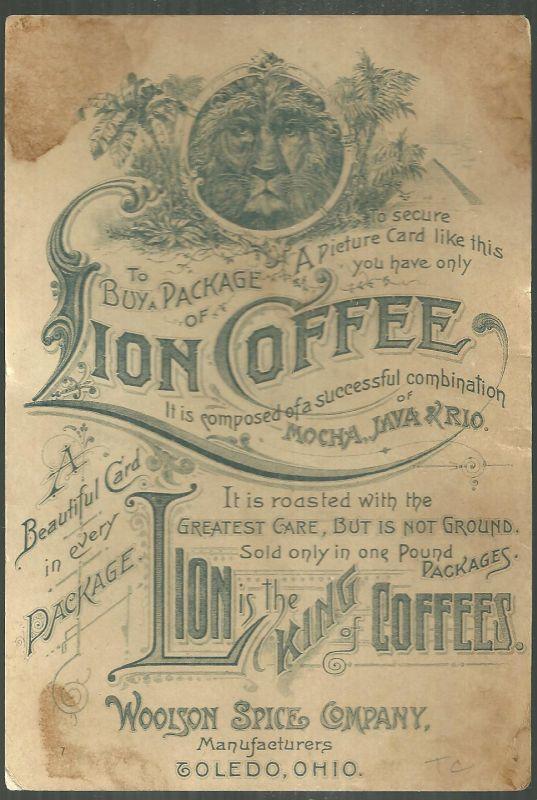 To secure
A Picture Card like this
you have only
To
Buy a Package
of
Lion Coffee
It is composed of a successful combination
of
Mocha, Java & Rio.
A
Beautiful Card
in every
Package.
It is roasted with the
Greatest Care, But is not Ground.
Sold only in one Pound
Packages.
Lion is the King of Coffees.
Woolson Spice Company,
Manufacturers
Toledo, Ohio.
7
TC